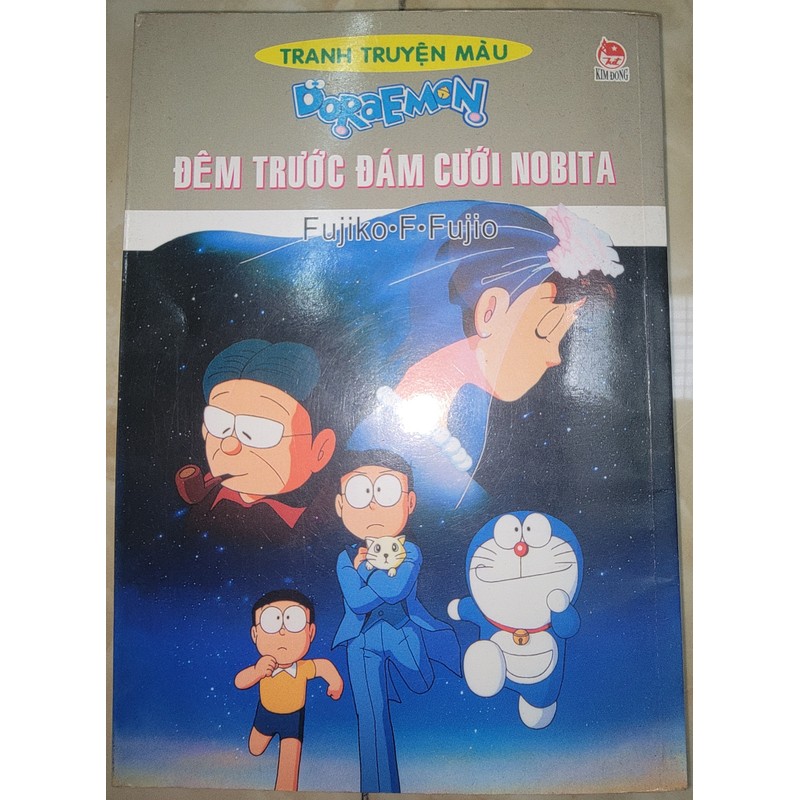 TRANH TRUYỆN MÀU
KIM ĐỒNG
DORAEMON
ĐÊM TRƯỚC ĐÁM CƯỚI NOBITA
Fujiko•F•Fujio